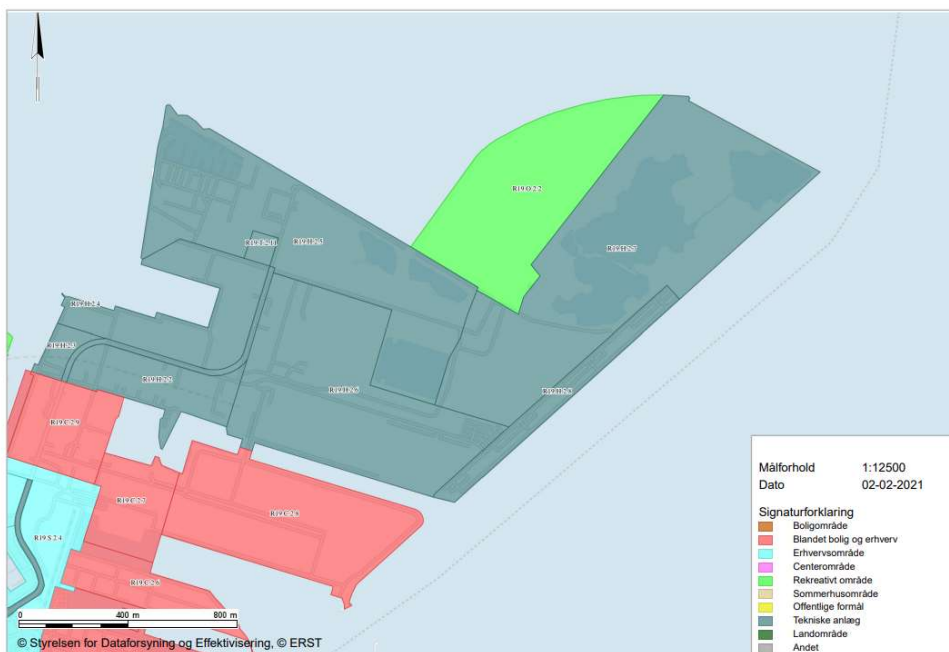 R19.O.2.2
R19.T.2.11
R19.H.2.5
R19.H.2.7
R19.H.2.4
R19.H.2.3
R19.H.2.2
R19.H.2.6
R19.H.2.8
R19.C.2.9
R19.C.2.8
R19.S.2.4
R19.C.2.6
0 400 m 800 m
© Styrelsen for Dataforsyning og Effektivisering, © ERST
Målforhold 1:12500
Dato 02-02-2021
Signaturforklaring
Boligområde
Blandet bolig og erhverv
Erhvervsområde
Centerområde
Rekreativt område
Sommerhusområde
Offentlige formål
Tekniske anlæg
Landområde
Andet